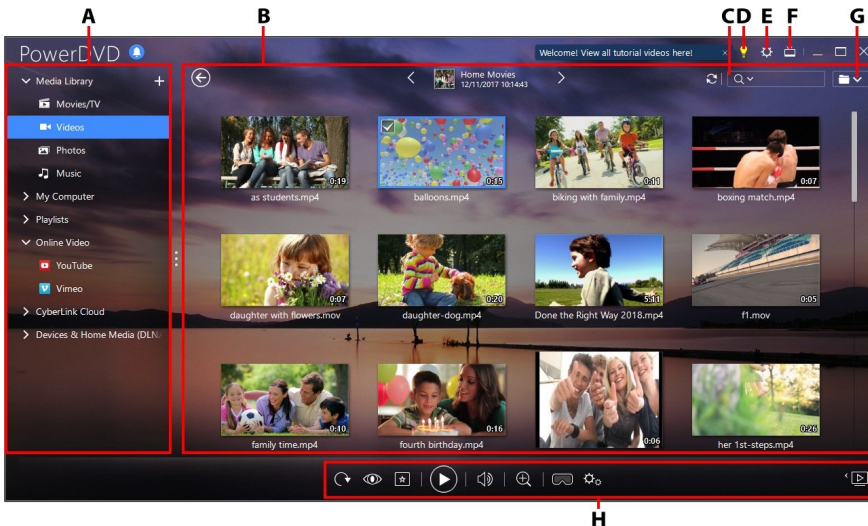 A B C D E F G
PowerDVD
Welcome! View all tutorial videos here! ×
Media Library +
Movies/TV
Videos
Photos
Music
My Computer
Playlists
Online Video
YouTube
Vimeo
CyberLink Cloud
Devices & Home Media (DLNA
Home Movies
12/11/2017 10:14:43
0:19
as students.mp4
0:15
balloons.mp4
0:11
biking with family.mp4
0:07
boxing match.mp4
0:07
daughter with flowers.mov
0:20
daughter-dog.mp4
5:11
Done the Right Way 2018.mp4
0:05
f1.mov
0:10
family time.mp4
0:16
fourth birthday.mp4
0:06
0:26
her 1st-steps.mp4
H